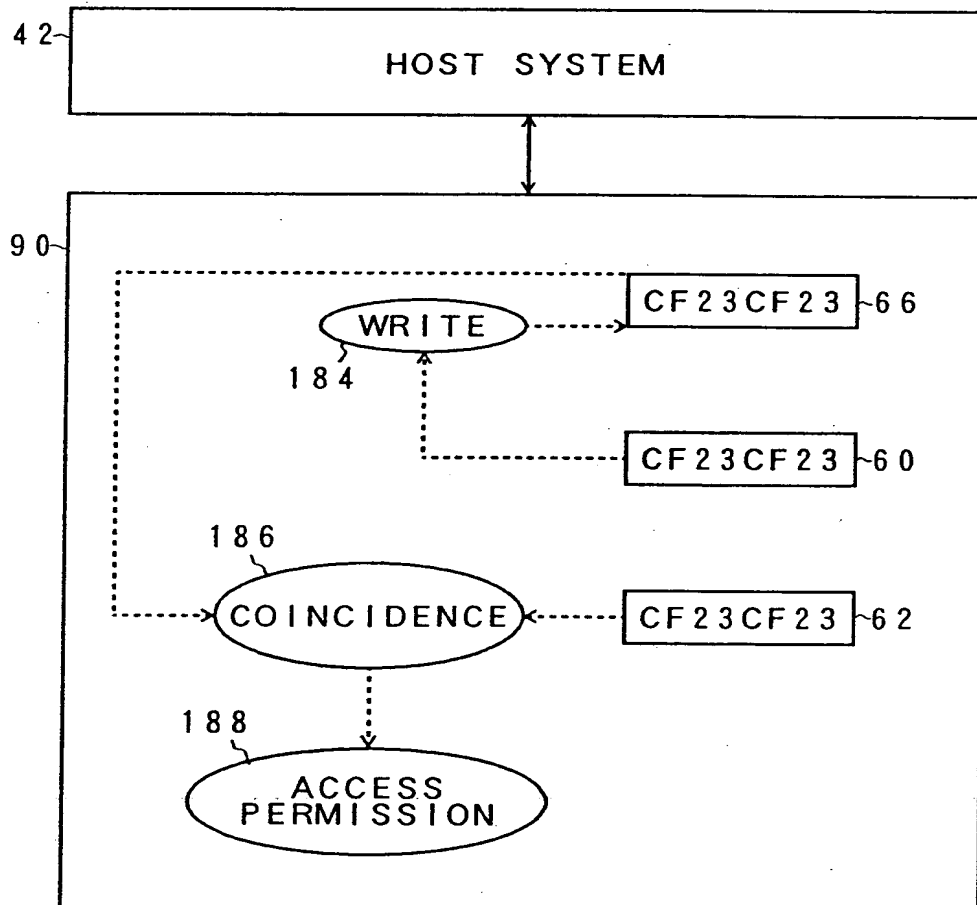 42
HOST SYSTEM
90
CF23CF23
66
WRITE
184
CF23CF23
60
186
COINCIDENCE
CF23CF23
62
188
ACCESS
PERMISSION